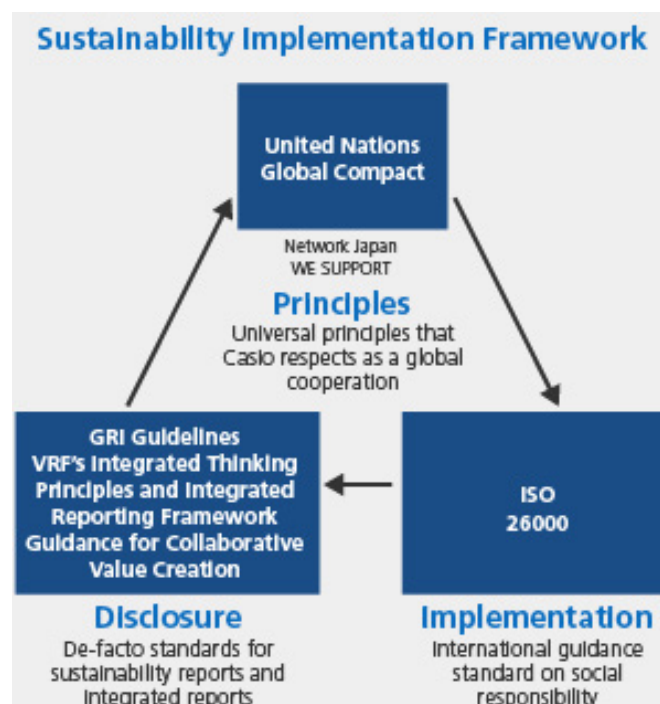 Sustainability Implementation Framework
United Nations
Global Compact
Network Japan
WE SUPPORT
Principles
Universal principles that
Casio respects as a global
cooperation
GRI Guidelines
VRF's Integrated Thinking
Principles and Integrated
Reporting Framework
Guidance for Collaborative
Value Creation
Disclosure
De-facto standards for
sustainability reports and
integrated reports
ISO
26000
Implementation
International guidance
standard on social
responsibility